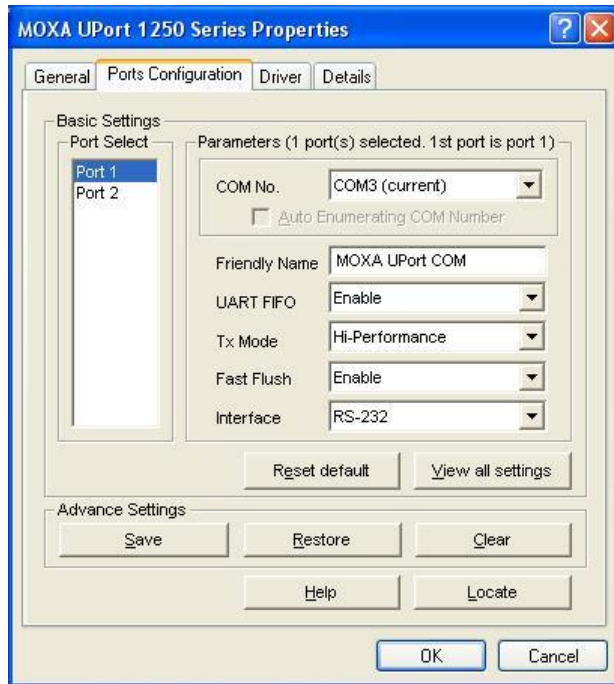 MOXA UPort 1250 Series Properties
General Ports Configuration Driver Details
Basic Settings
Port Select
Port 1
Port 2
Parameters (1 port(s) selected. 1st port is port 1)
COM No. COM3 (current)
Auto Enumerating COM Number
Friendly Name MOXA UPort COM
UART FIFO Enable
Tx Mode Hi-Performance
Fast Flush Enable
Interface RS-232
Reset default View all settings
Advance Settings
Save Restore Clear
Help Locate
OK Cancel